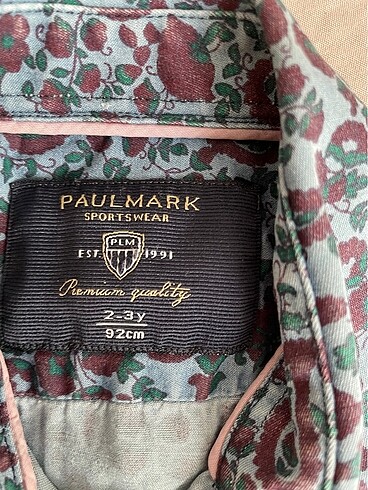 PAULMARK
SPORTSWEAR
PLM
EST. 1991
Premium quality
2-3y
92cm